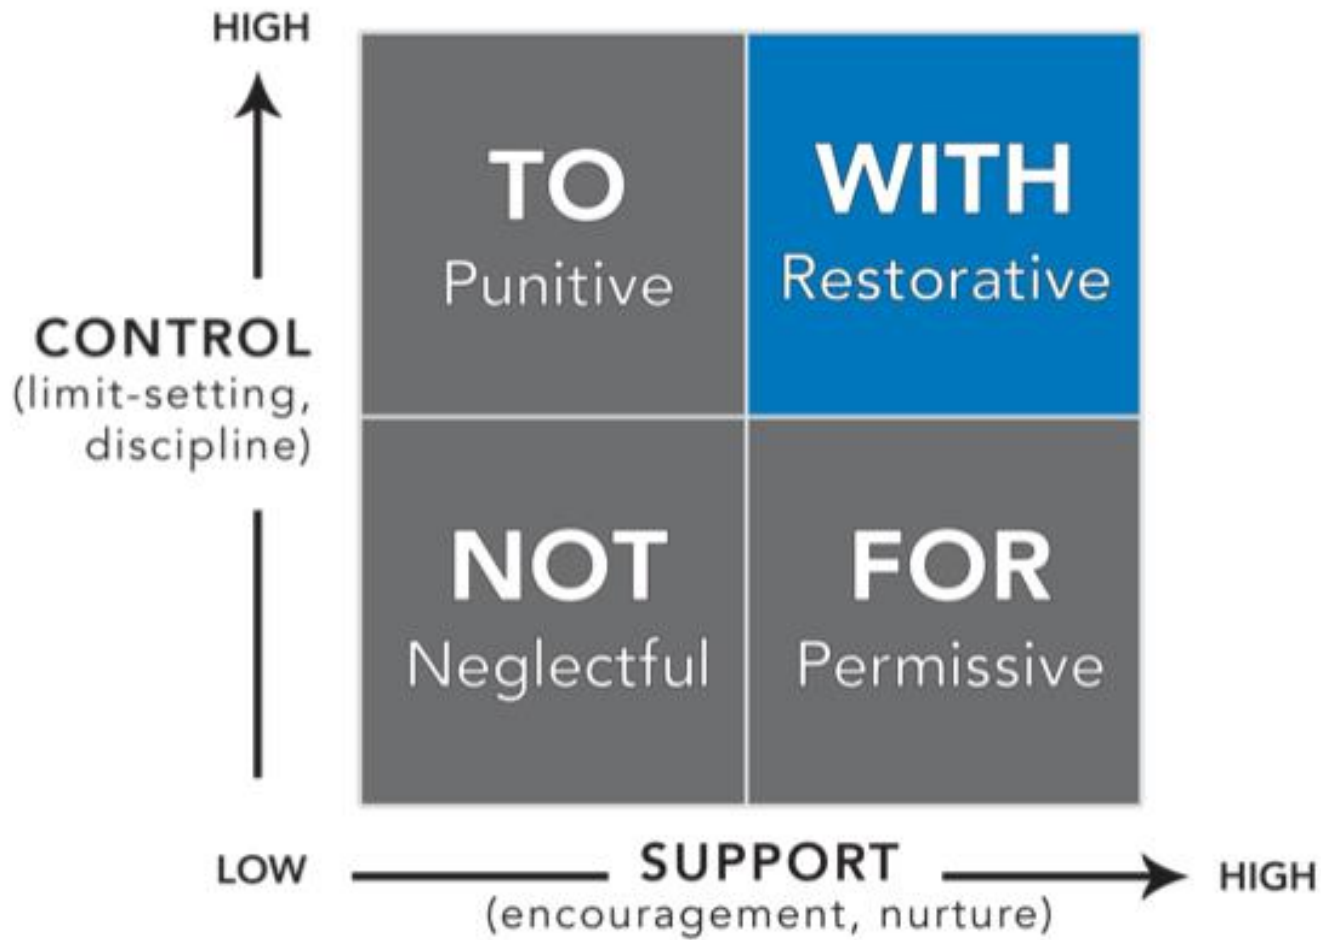 HIGH
TO
Punitive
WITH
Restorative
CONTROL
(limit-setting,
discipline)
NOT
Neglectful
FOR
Permissive
LOW
SUPPORT
(encouragement, nurture)
HIGH